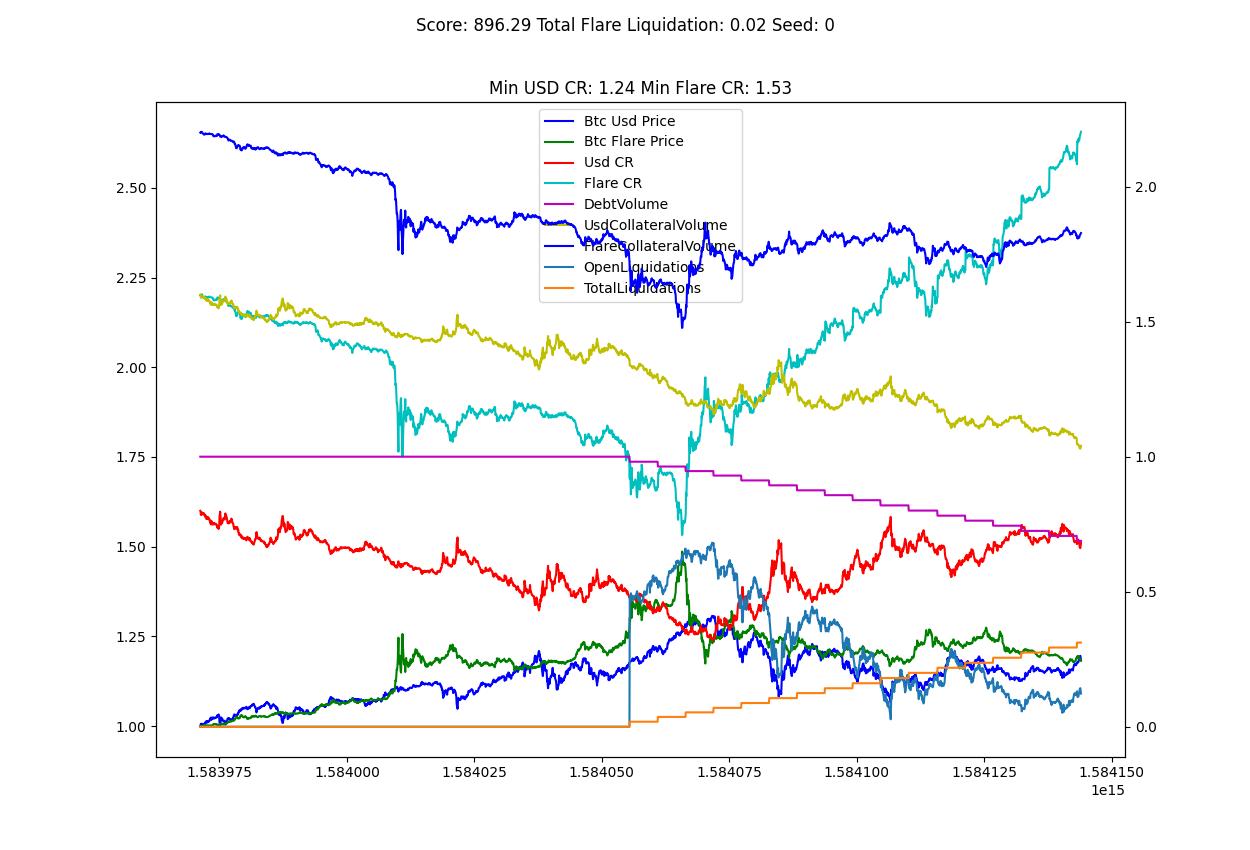 Score: 896.29 Total Flare Liquidation: 0.02 Seed: 0
Min USD CR: 1.24 Min Flare CR: 1.53
Btc Usd Price
Btc Flare Price
Usd CR
Flare CR
DebtVolume
UsdCollateralVolume
FlareCollateralVolume
OpenLiquidations
TotalLiquidations
2.50
2.25
2.00
1.75
1.50
1.25
1.00
2.0
1.5
1.0
0.5
0.0
1.583975
1.584000
1.584025
1.584050
1.584075
1.584100
1.584125
1.584150
1e15